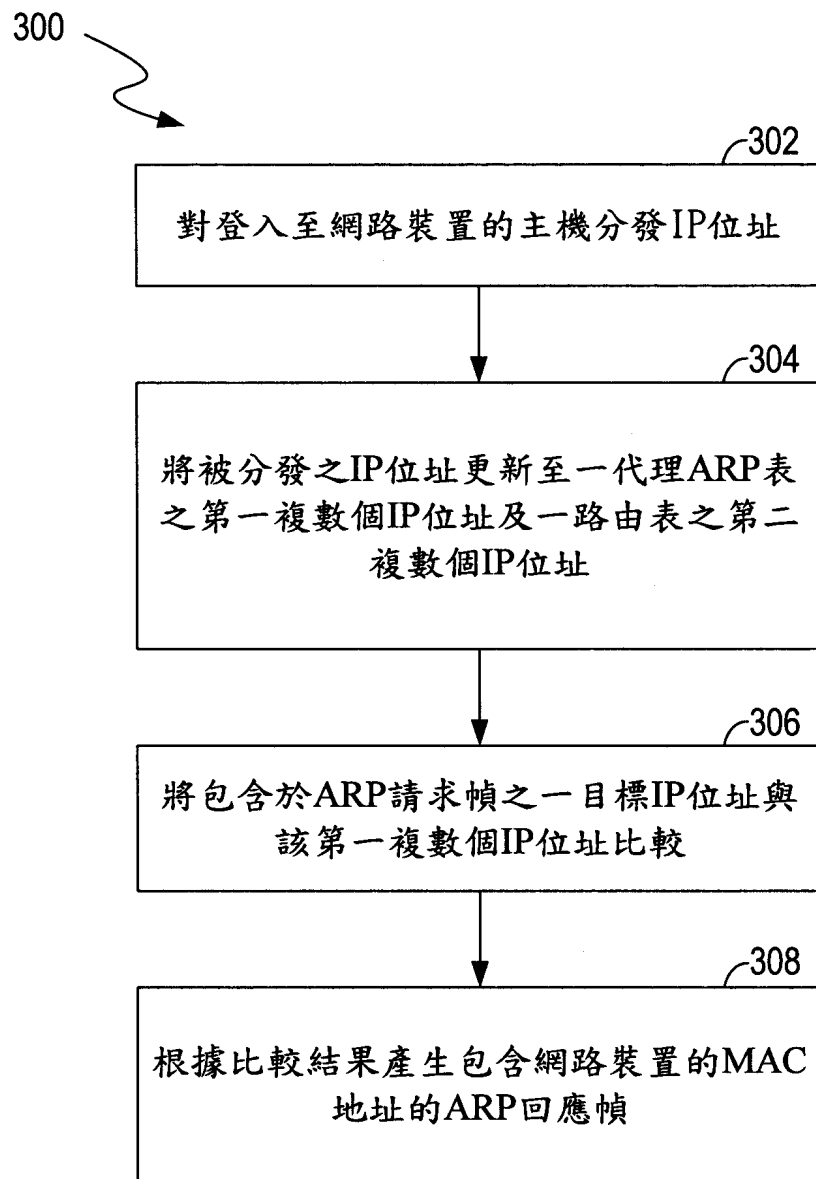 300
302
對登入至網路裝置的主機分發IP位址
304
將被分發之IP位址更新至一代理ARP表
之第一複數個IP位址及一路由表之第二
複數個IP位址
306
將包含於ARP請求幀之一目標IP位址與
該第一複數個IP位址比較
308
根據比較結果產生包含網路裝置的MAC
地址的ARP回應幀